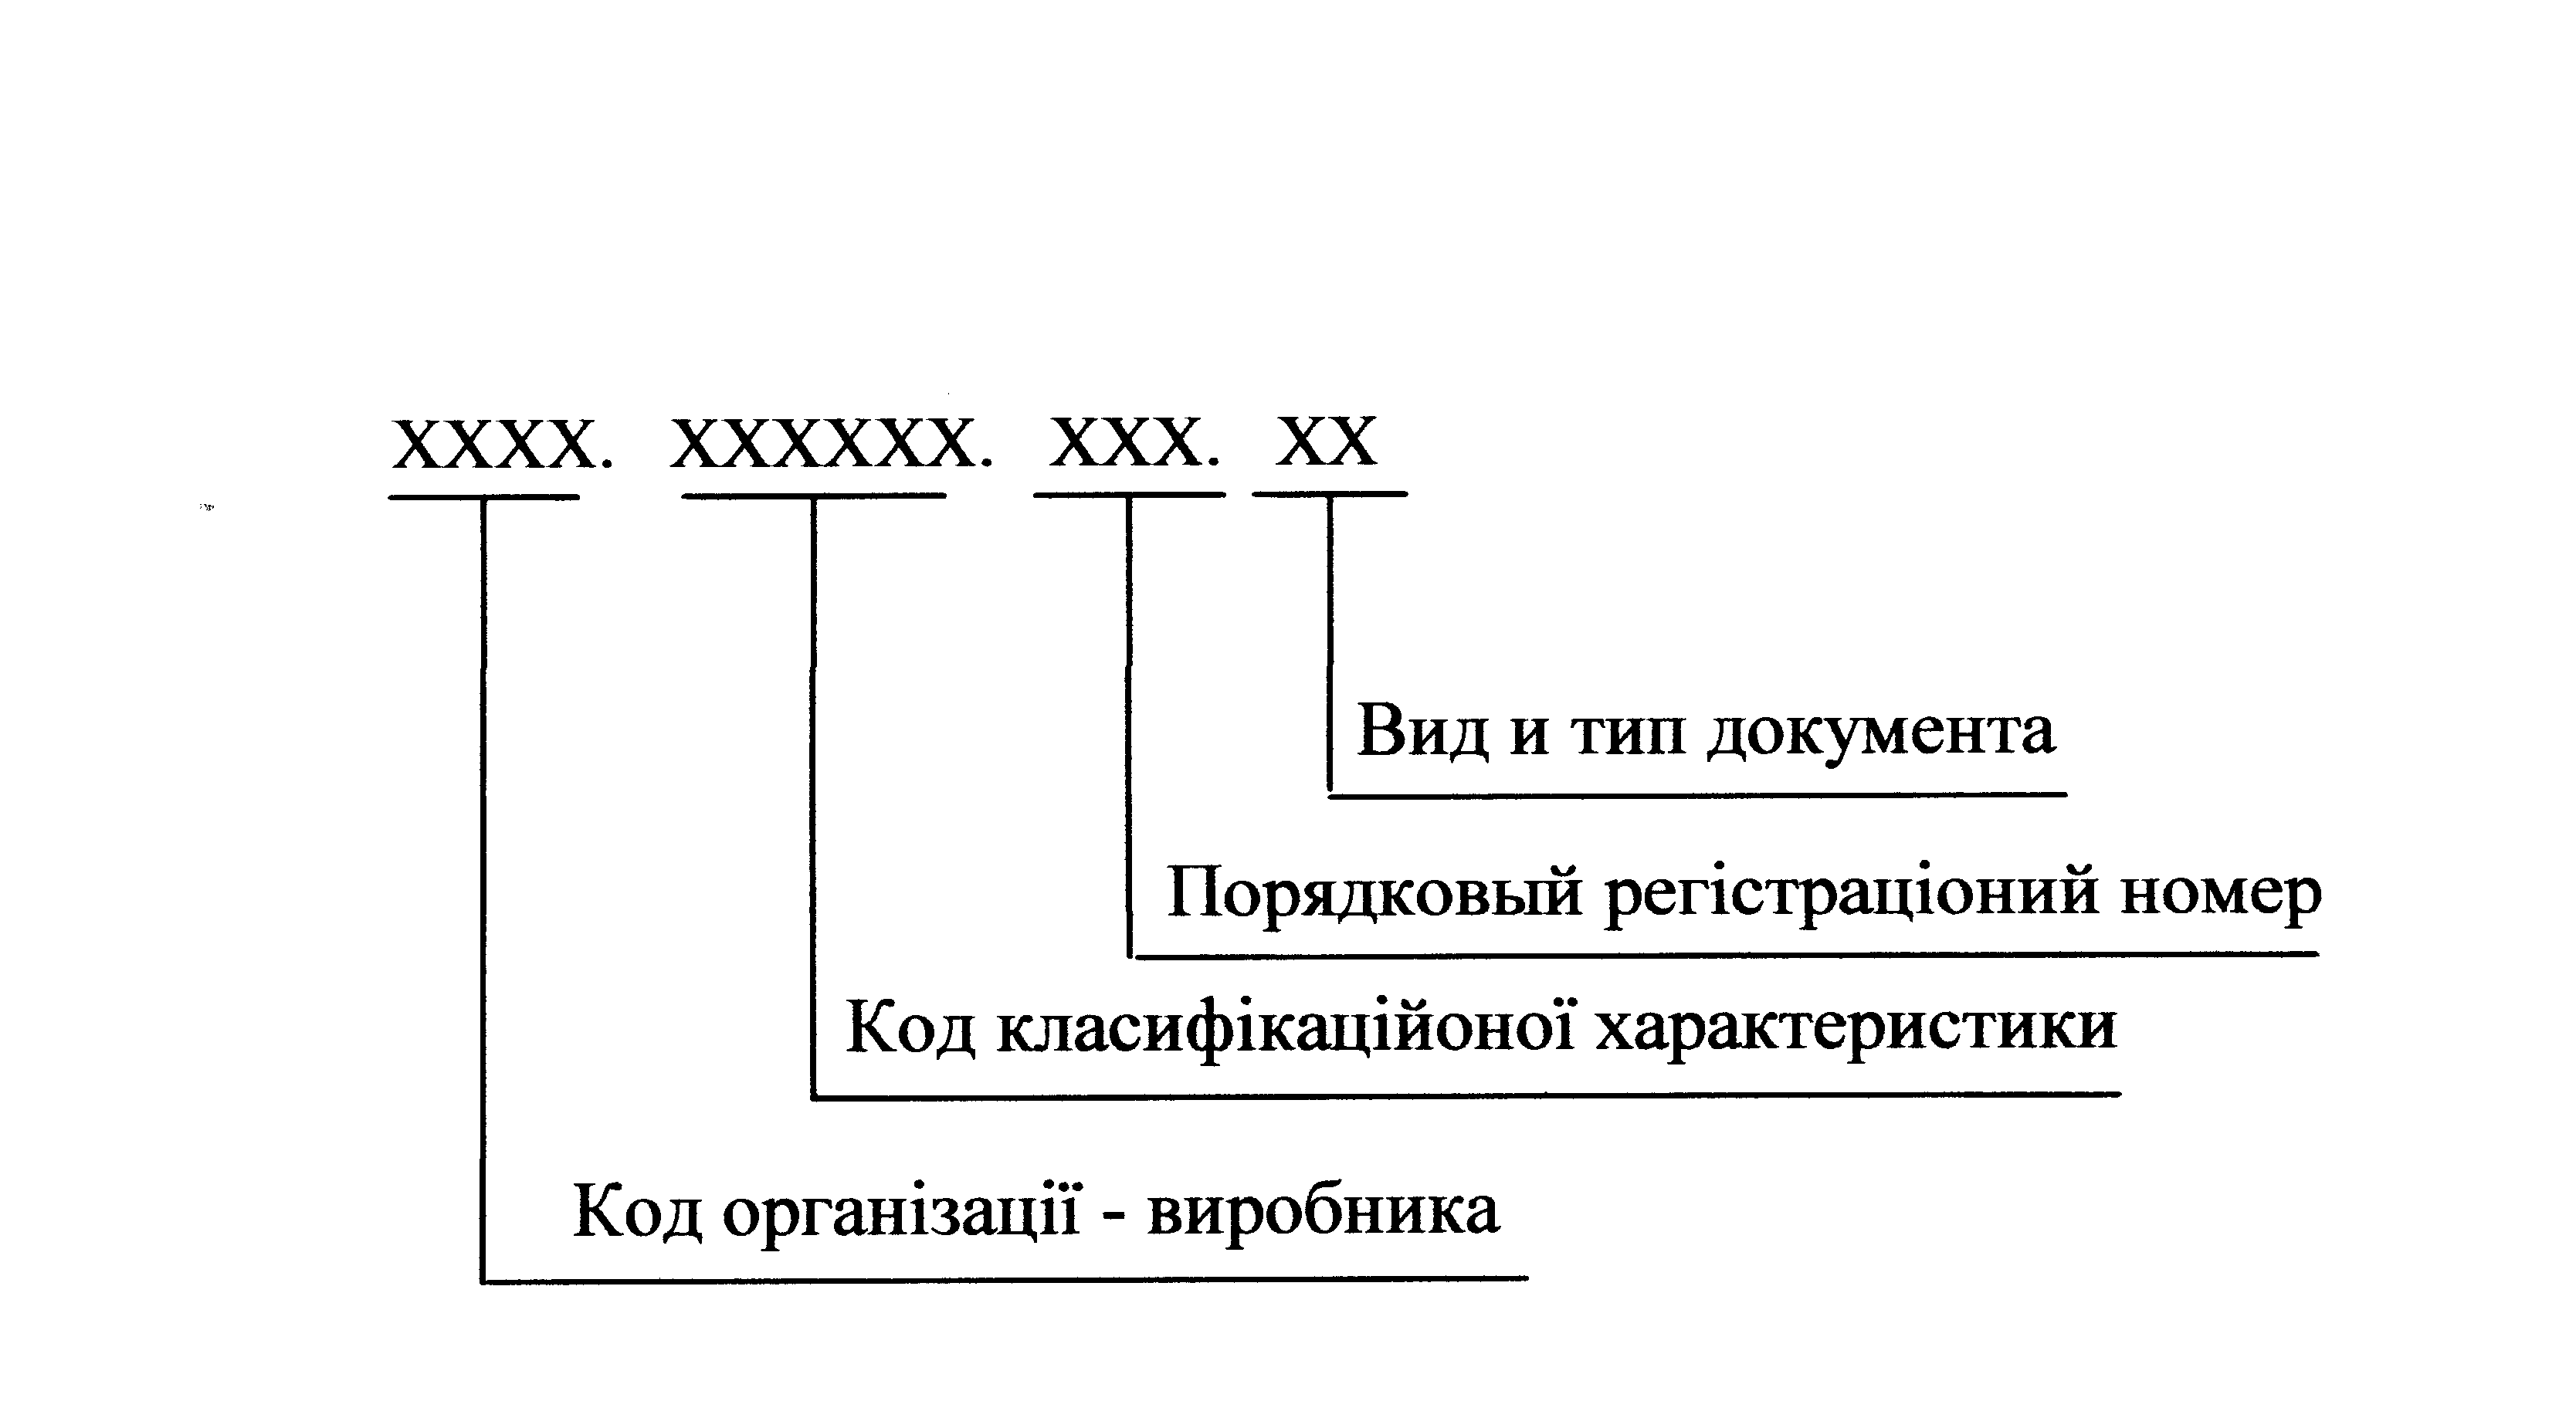 XXXX. XXXXXX. XXX. XX
Вид и тип документа
Порядковый регістраціоний номер
Код класифікаційоної характеристики
Код організації - виробника